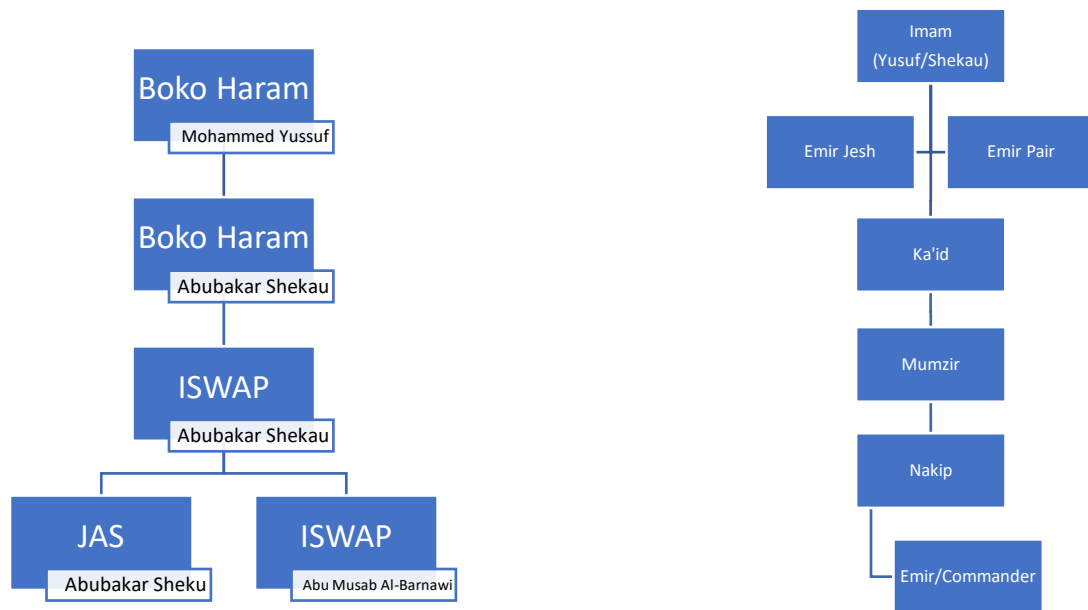 Boko Haram
Mohammed Yussuf
Boko Haram
Abubakar Shekau
ISWAP
Abubakar Shekau
JAS
Abubakar Sheku
ISWAP
Abu Musab Al-Barnawi
Imam
(Yusuf/Shekau)
Emir Jesh
Emir Pair
Ka'id
Mumzir
Nakip
Emir/Commander